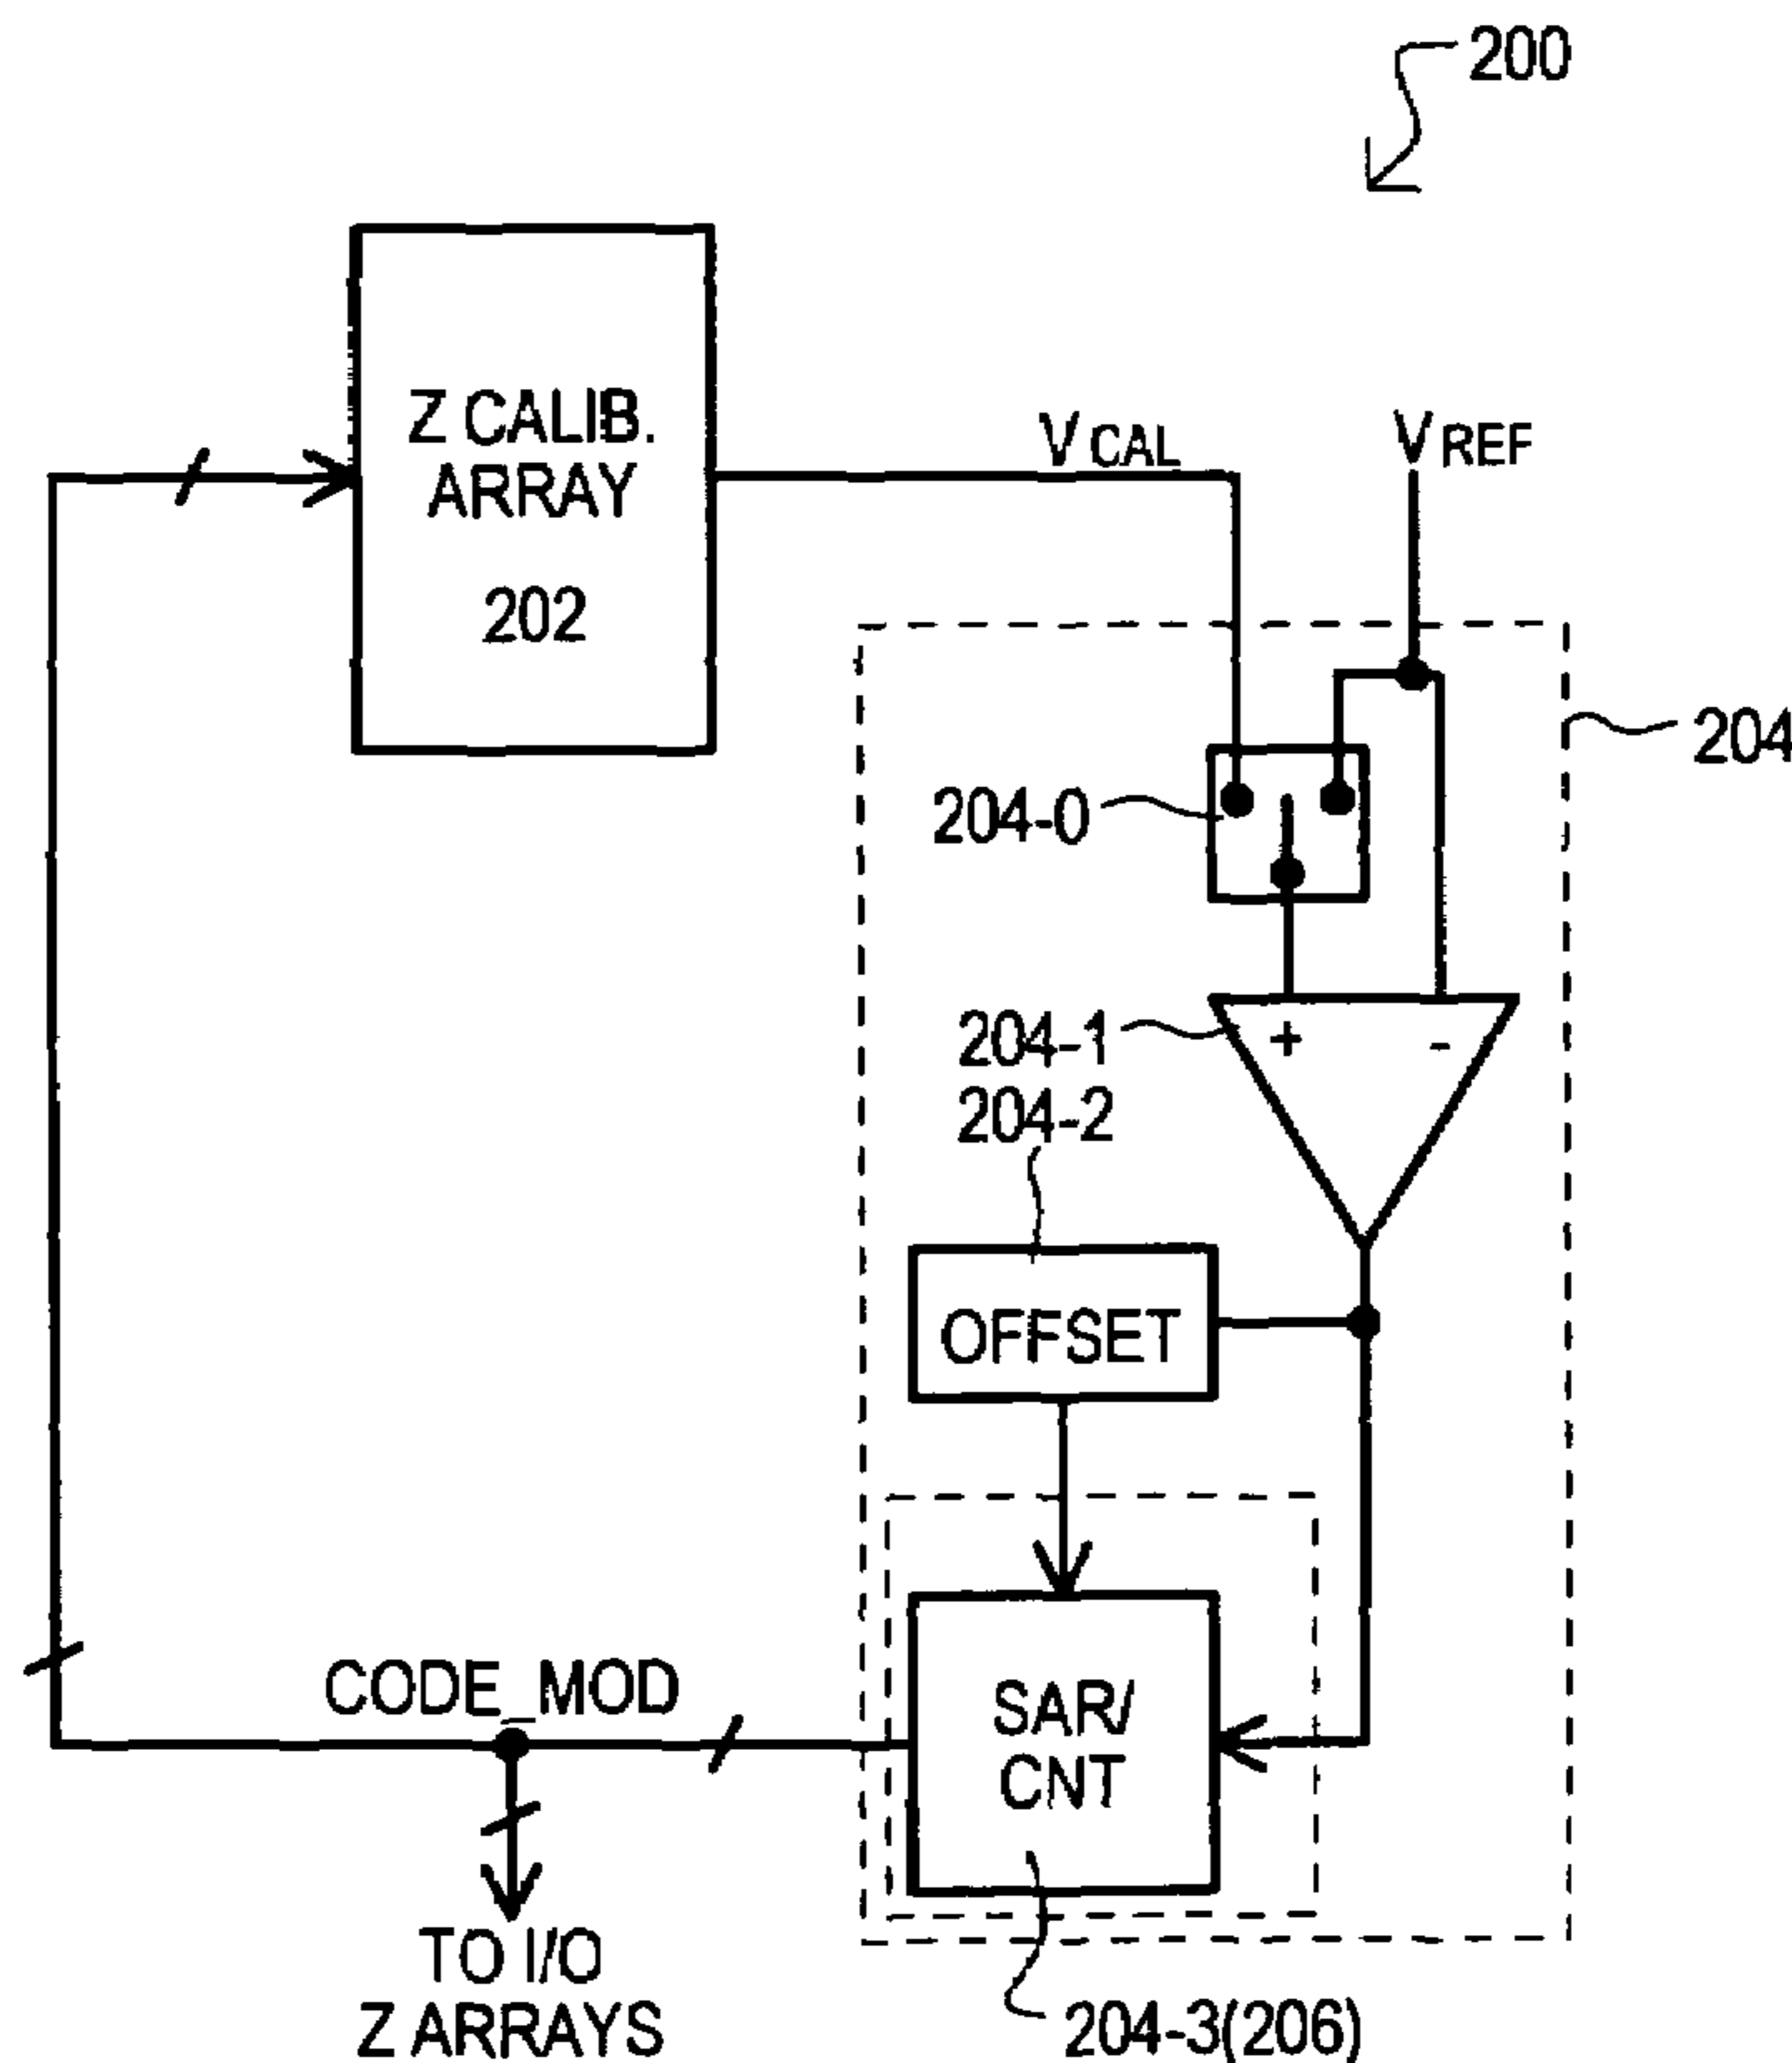 200
Z CALIB.
ARRAY
202
VCAL
VREF
204
204-0
204-1
+ -
204-2
OFFSET
CODE_MOD
SAR/
CNT
TO I/O
Z ARRAYS
204-3(206)